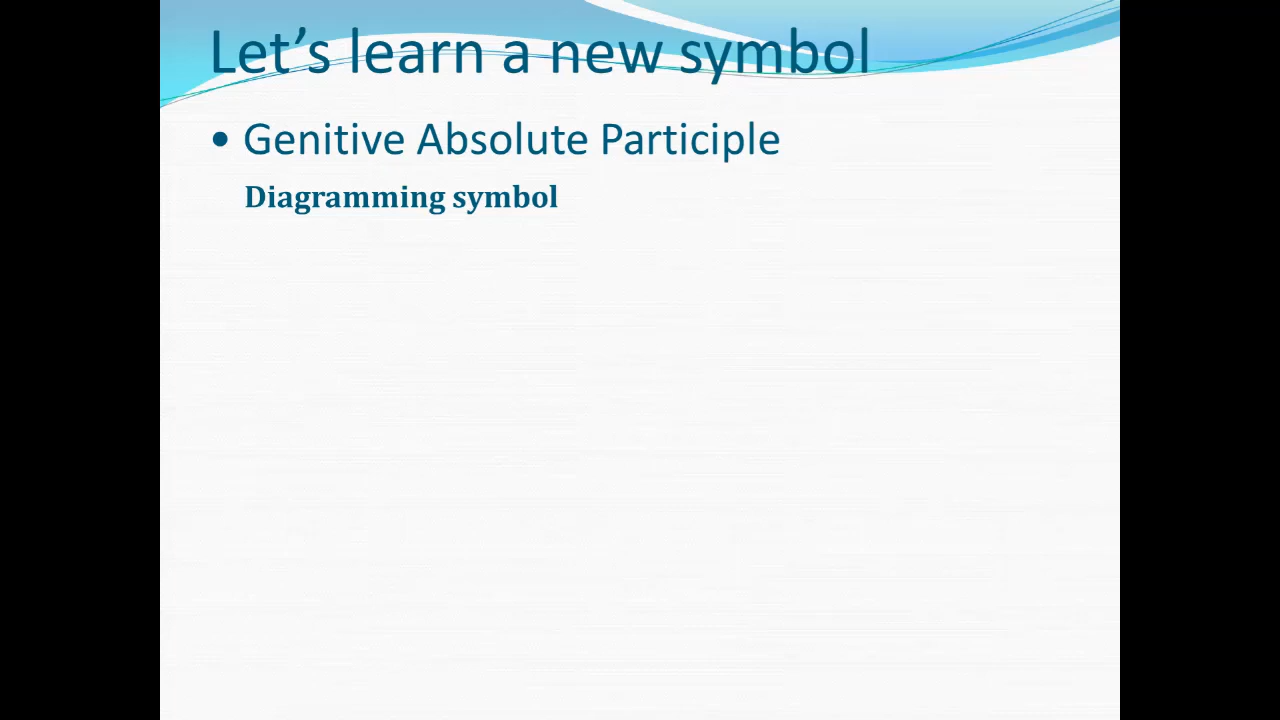 Let’s learn a new symbol
• Genitive Absolute Participle
Diagramming symbol